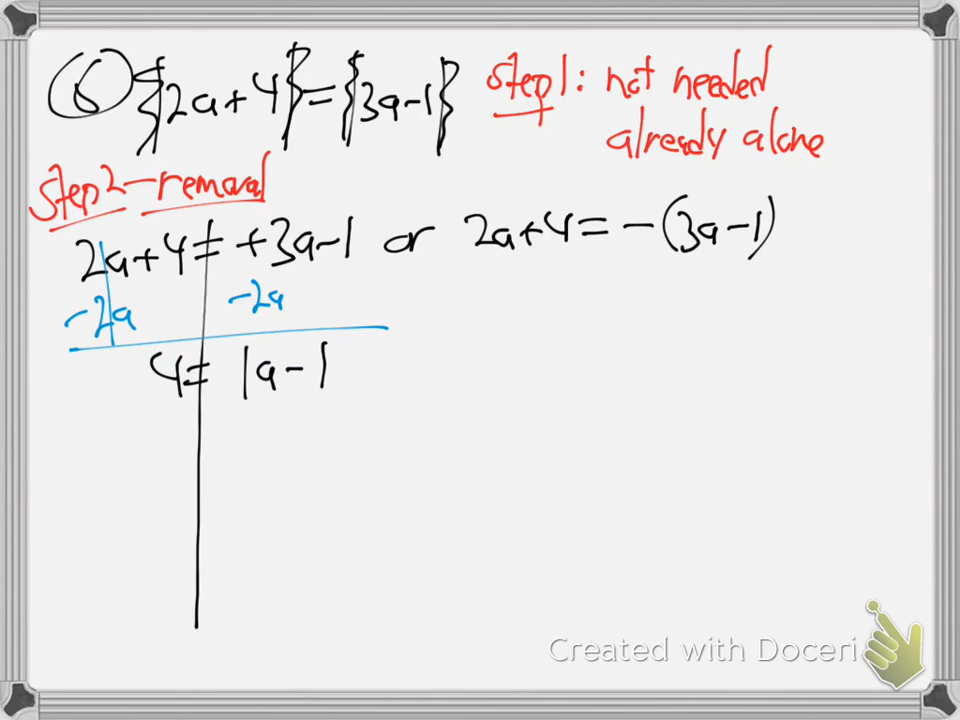 6 {2a+4} = {3a-1} Step 1: not needed
already alone
Step 2 - removal
2a+4 = +3a-1 or 2a+4 = -(3a-1)
-2a -2a
4 = 1a-1
Created with Doceri